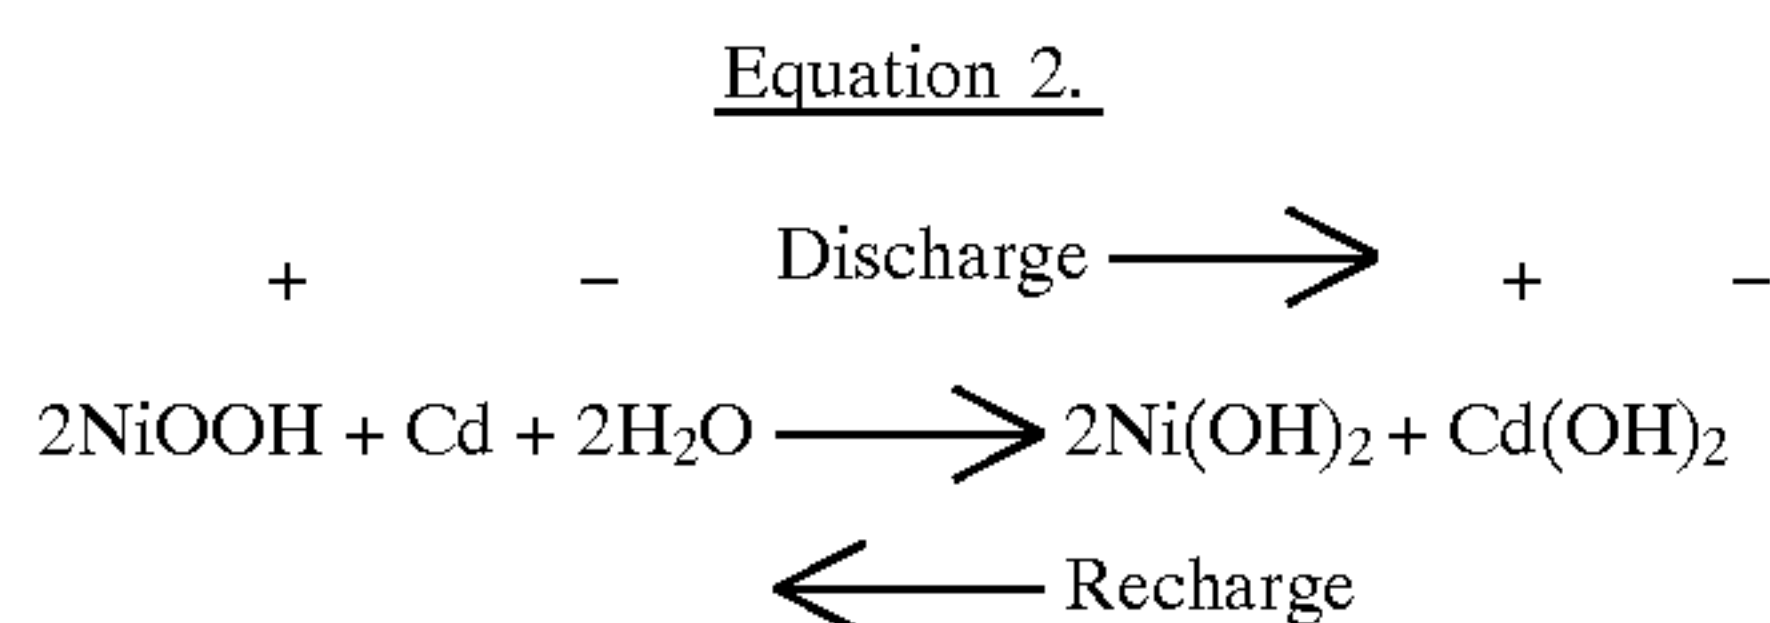 Equation 2.
+ − Discharge ⟶ + −
2NiOOH + Cd + 2H₂O ⟶ 2Ni(OH)₂ + Cd(OH)₂
⟵ Recharge